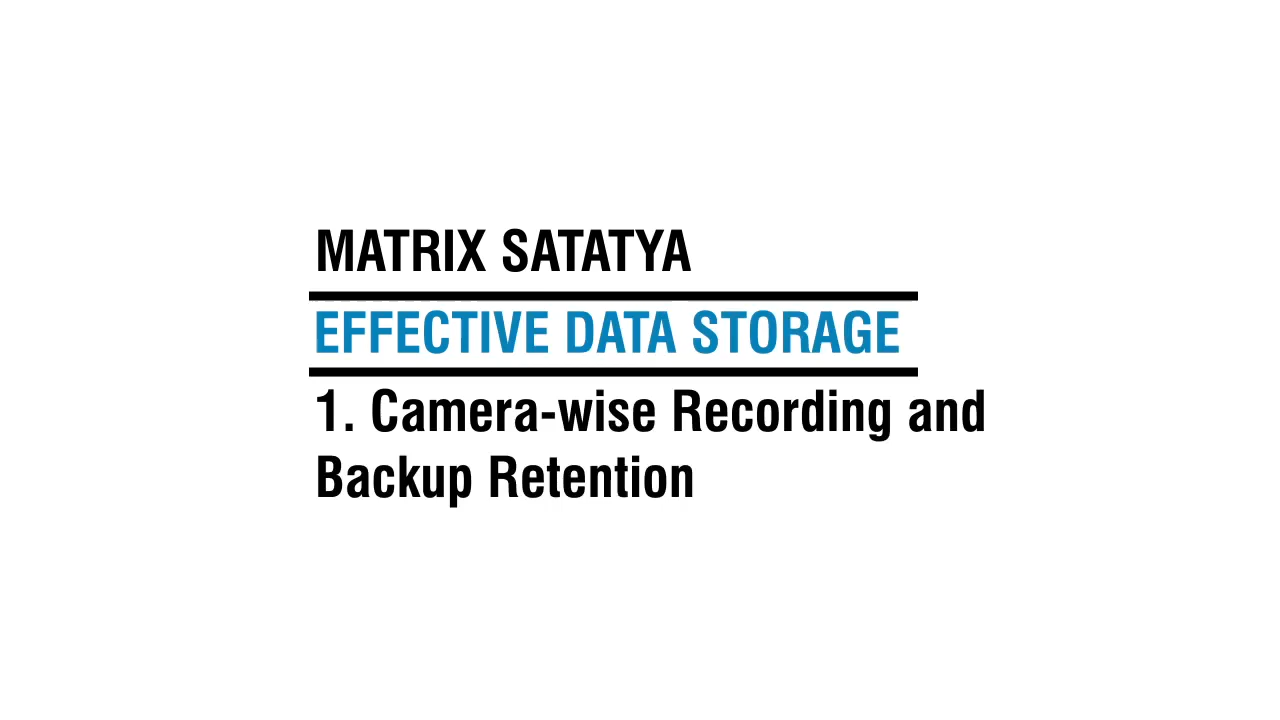 MATRIX SATATYA
EFFECTIVE DATA STORAGE
1. Camera-wise Recording and
Backup Retention